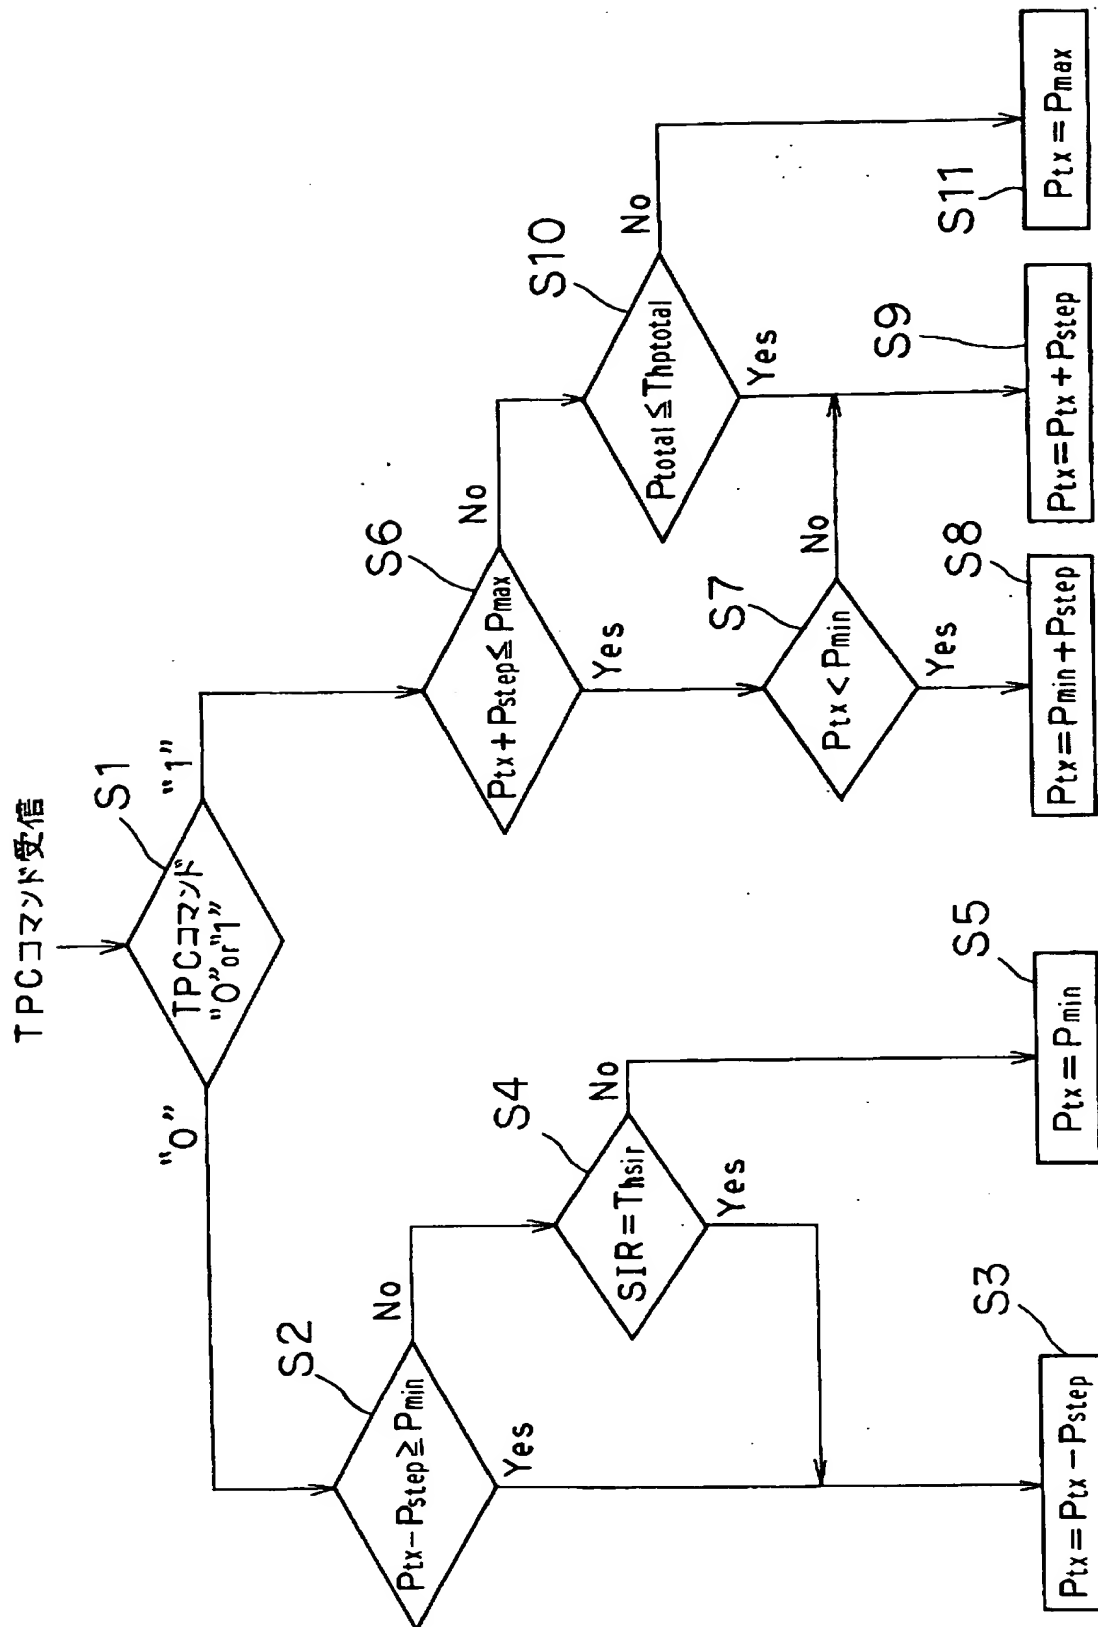 TPCコマンド受信
S1
TPCコマンド
"0"or"1"
"0"
"1"
S2
Ptx−Pstep≧Pmin
No
Yes
S4
SIR=Thsir
No
Yes
S3
Ptx=Ptx−Pstep
S5
Ptx=Pmin
S6
Ptx+Pstep≦Pmax
No
Yes
S7
Ptx<Pmin
No
Yes
S10
Ptotal≦Thptotal
No
Yes
S8
Ptx=Pmin+Pstep
S9
Ptx=Ptx+Pstep
S11
Ptx=Pmax